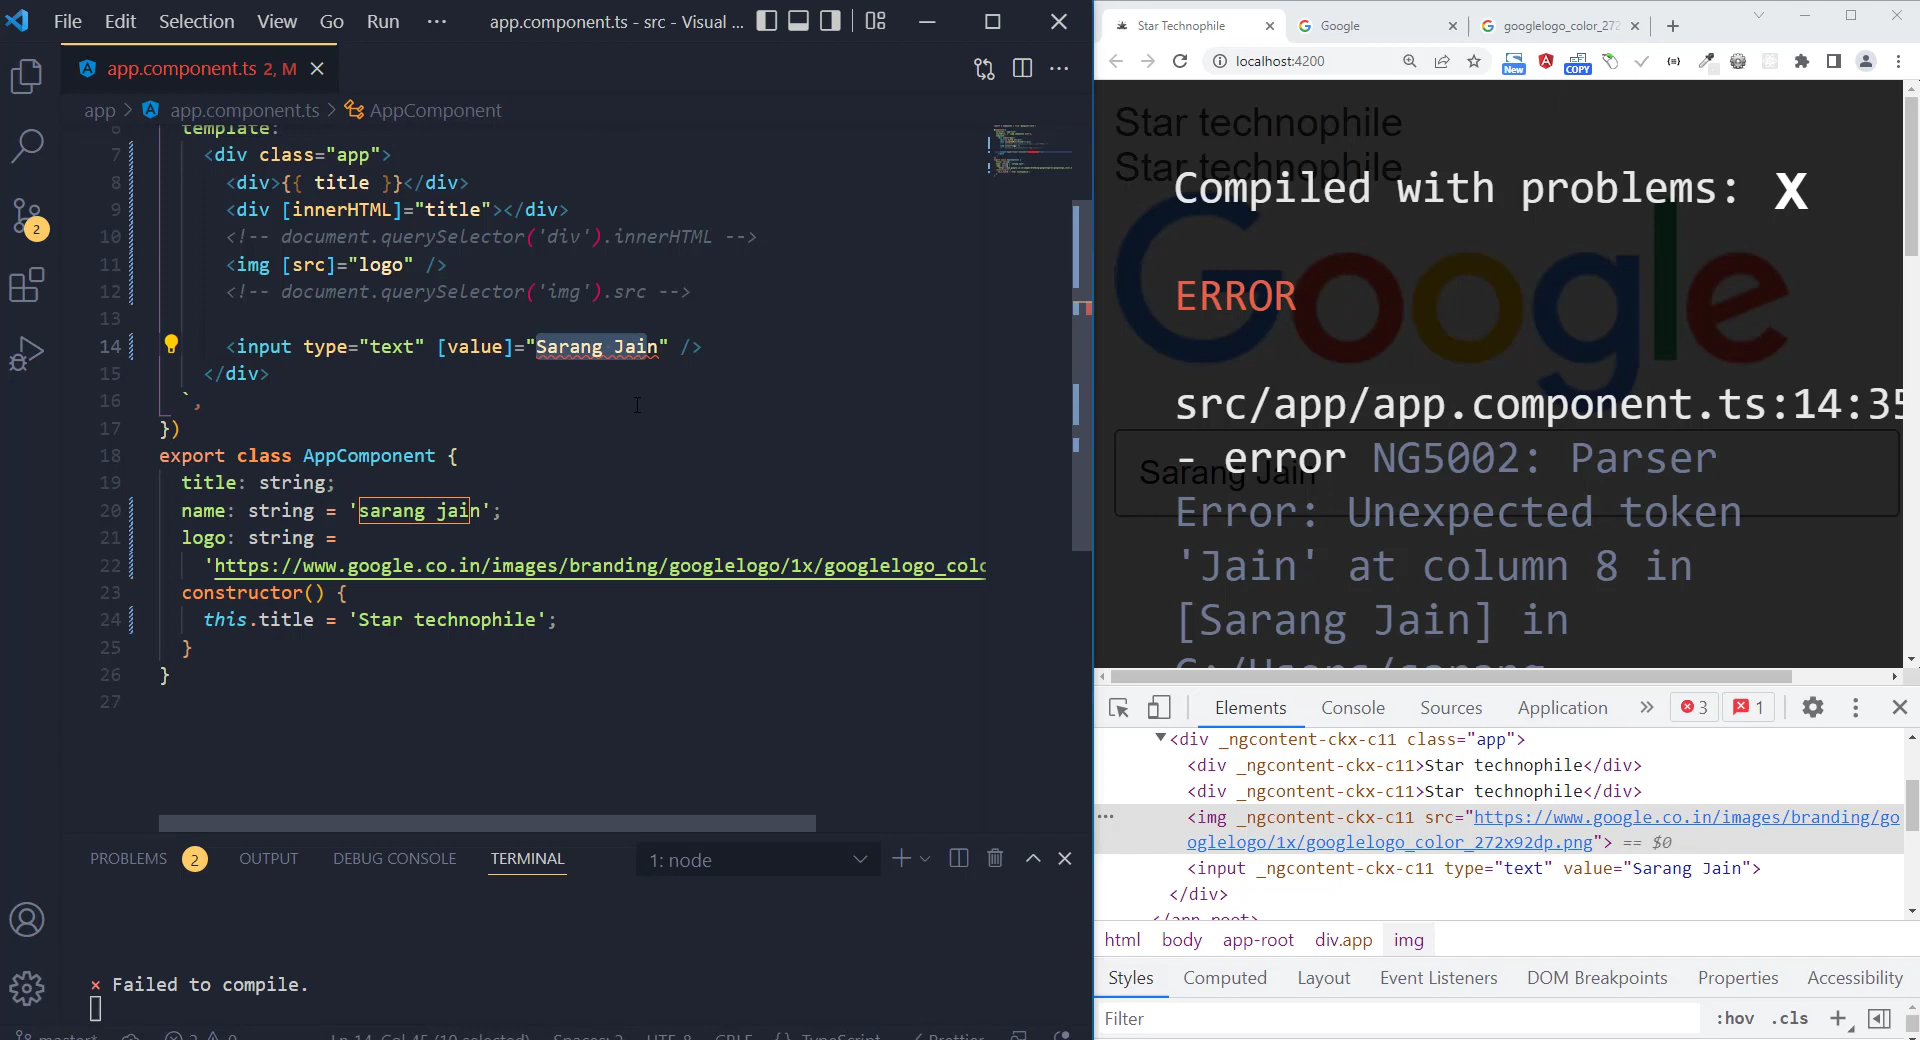 File Edit Selection View Go Run ··· app.component.ts - src - Visual ...
app.component.ts 2, M
app > app.component.ts > AppComponent
template:
7 <div class="app">
8 <div>{{ title }}</div>
9 <div [innerHTML]="title"></div>
10 <!-- document.querySelector('div').innerHTML -->
11 <img [src]="logo" />
12 <!-- document.querySelector('img').src -->
13
14 <input type="text" [value]="Sarang Jain" />
15 </div>
16 `,
17 })
18 export class AppComponent {
19 title: string;
20 name: string = 'sarang jain';
21 logo: string =
22 'https://www.google.co.in/images/branding/googlelogo/1x/googlelogo_colo
23 constructor() {
24 this.title = 'Star technophile';
25 }
26 }
27
PROBLEMS 2 OUTPUT DEBUG CONSOLE TERMINAL 1: node
× Failed to compile.
Star Technophile
Google
googlelogo_color_272
localhost:4200
New
COPY
Star technophile
Star technophile
Google
Sarang Jain
Compiled with problems: X
ERROR
src/app/app.component.ts:14:35
- error NG5002: Parser
Error: Unexpected token
'Jain' at column 8 in
[Sarang Jain] in
Elements Console Sources Application » 3 1
<div _ngcontent-ckx-c11 class="app">
<div _ngcontent-ckx-c11>Star technophile</div>
<div _ngcontent-ckx-c11>Star technophile</div>
<img _ngcontent-ckx-c11 src="https://www.google.co.in/images/branding/go
oglelogo/1x/googlelogo_color_272x92dp.png"> == $0
<input _ngcontent-ckx-c11 type="text" value="Sarang Jain">
</div>
html body app-root div.app img
Styles Computed Layout Event Listeners DOM Breakpoints Properties Accessibility
Filter :hov .cls